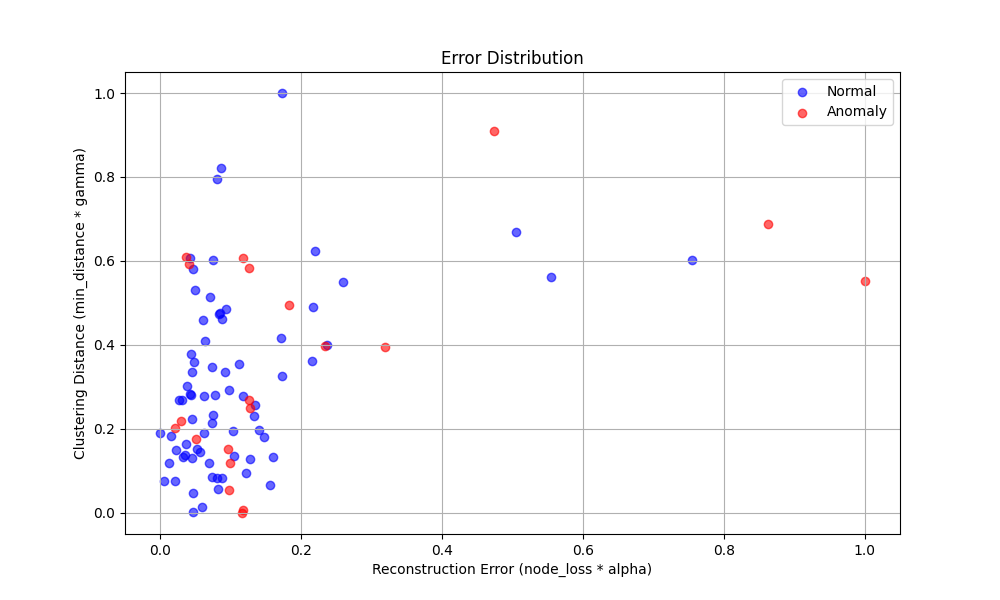 Error Distribution
Normal
Anomaly
Clustering Distance (min_distance * gamma)
1.0
0.8
0.6
0.4
0.2
0.0
0.0 0.2 0.4 0.6 0.8 1.0
Reconstruction Error (node_loss * alpha)